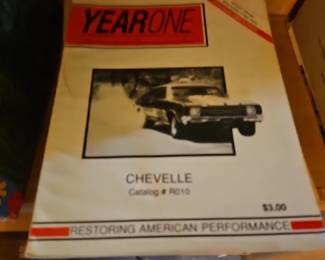 YEARONE
CHEVELLE
Catalog # R010
$3.00
RESTORING AMERICAN PERFORMANCE